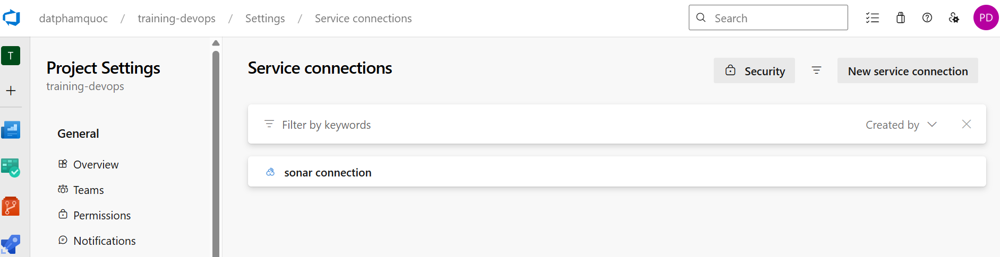 datphamquoc / training-devops / Settings / Service connections
Search
PD
T
Project Settings
training-devops
General
Overview
Teams
Permissions
Notifications
Service connections
Security
New service connection
Filter by keywords
Created by
sonar connection